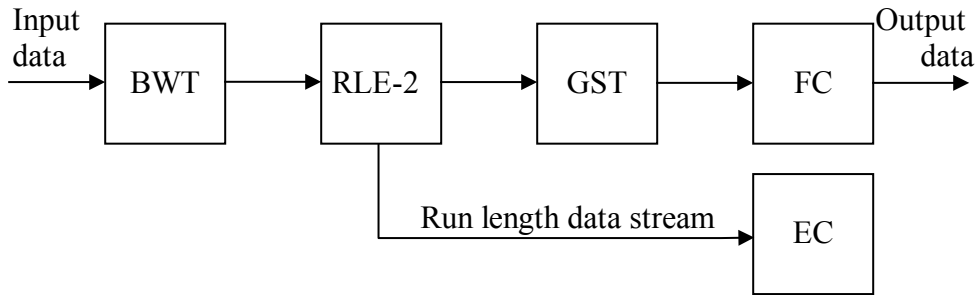 Input
data
Output
data
BWT
RLE-2
GST
FC
Run length data stream
EC